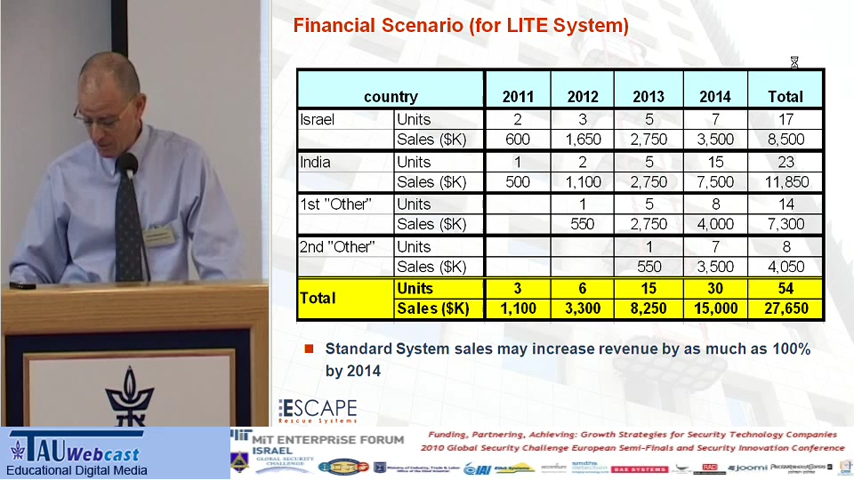 Financial Scenario (for LITE System)
country 2011 2012 2013 2014 Total
Israel Units 2 3 5 7 17
Sales ($K) 600 1,650 2,750 3,500 8,500
India Units 1 2 5 15 23
Sales ($K) 500 1,100 2,750 7,500 11,850
1st "Other" Units 1 5 8 14
Sales ($K) 550 2,750 4,000 7,300
2nd "Other" Units 1 7 8
Sales ($K) 550 3,500 4,050
Total Units 3 6 15 30 54
Sales ($K) 1,100 3,300 8,250 15,000 27,650
Standard System sales may increase revenue by as much as 100%
by 2014
ESCAPE
Rescue Systems
TAU Webcast
Educational Digital Media
MIT ENTERPRISE FORUM
ISRAEL
GLOBAL SECURITY
CHALLENGE
Funding, Partnering, Achieving: Growth Strategies for Security Technology Companies
2010 Global Security Challenge European Semi-Finals and Security Innovation Conference
IAI
joomi